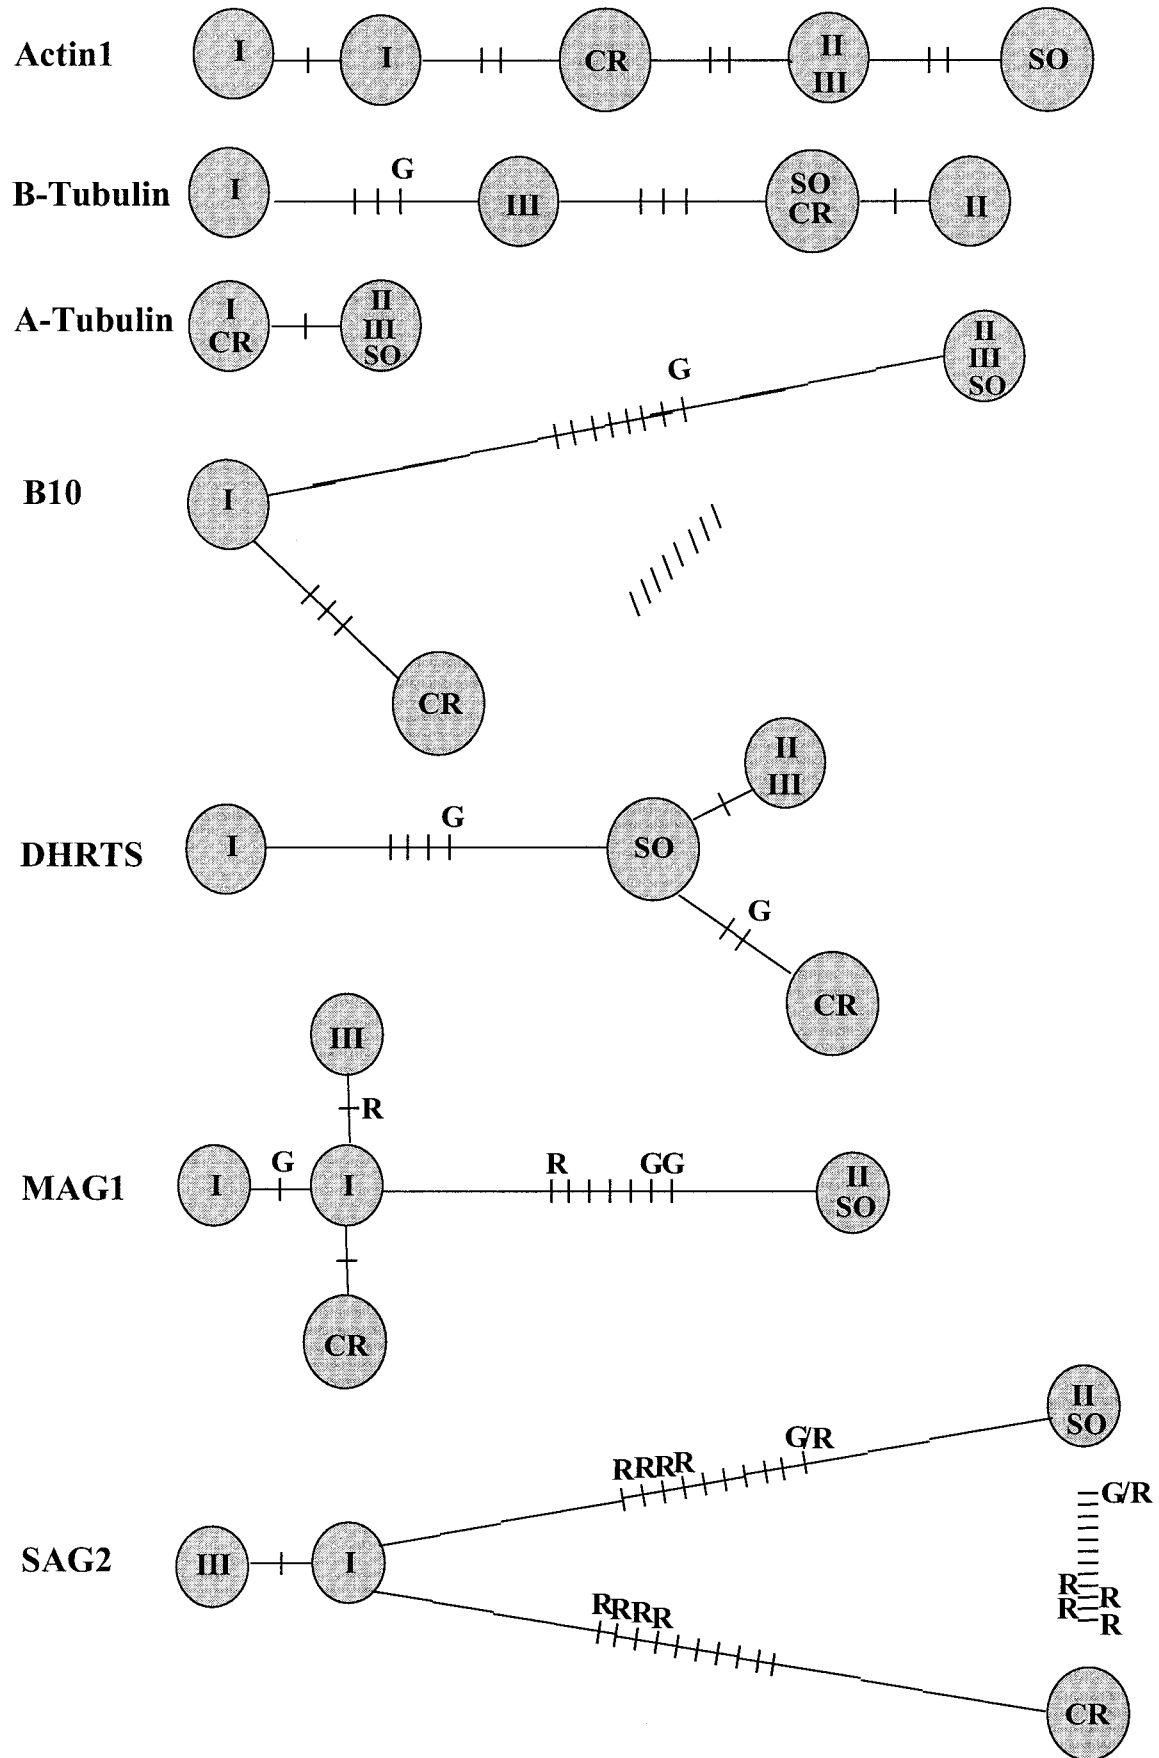 Actin1
I
I
CR
II
III
SO
B-Tubulin
I
G
III
SO
CR
II
A-Tubulin
I
CR
II
III
SO
B10
I
G
II
III
SO
CR
DHRTS
I
G
SO
II
III
G
CR
MAG1
III
R
I
G
I
R
GG
II
SO
CR
SAG2
III
I
RRRR
G/R
II
SO
G/R
R
R
R
R
RRRR
CR